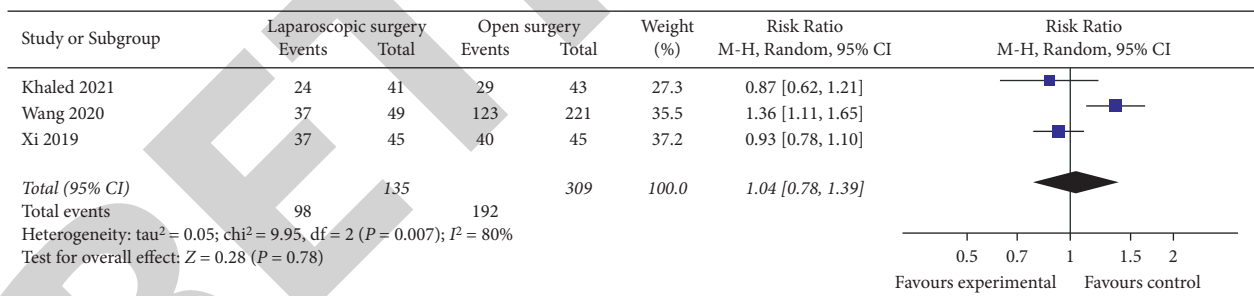 Study or Subgroup Laparoscopic surgery Open surgery Weight Risk Ratio Risk Ratio
Events Total Events Total (%) M-H, Random, 95% CI M-H, Random, 95% CI
Khaled 2021 24 41 29 43 27.3 0.87 [0.62, 1.21]
Wang 2020 37 49 123 221 35.5 1.36 [1.11, 1.65]
Xi 2019 37 45 40 45 37.2 0.93 [0.78, 1.10]
Total (95% CI) 135 309 100.0 1.04 [0.78, 1.39]
Total events 98 192
Heterogeneity: tau² = 0.05; chi² = 9.95, df = 2 (P = 0.007); I² = 80%
Test for overall effect: Z = 0.28 (P = 0.78)
0.5 0.7 1 1.5 2
Favours experimental Favours control